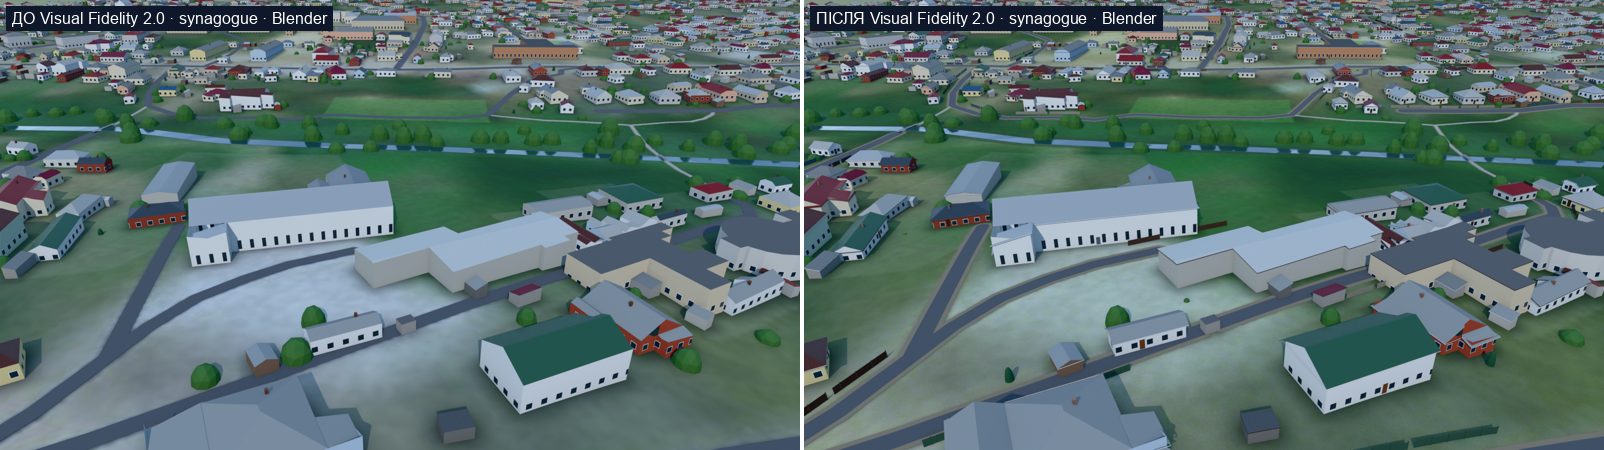 ДО Visual Fidelity 2.0 · synagogue · Blender
ПІСЛЯ Visual Fidelity 2.0 · synagogue · Blender